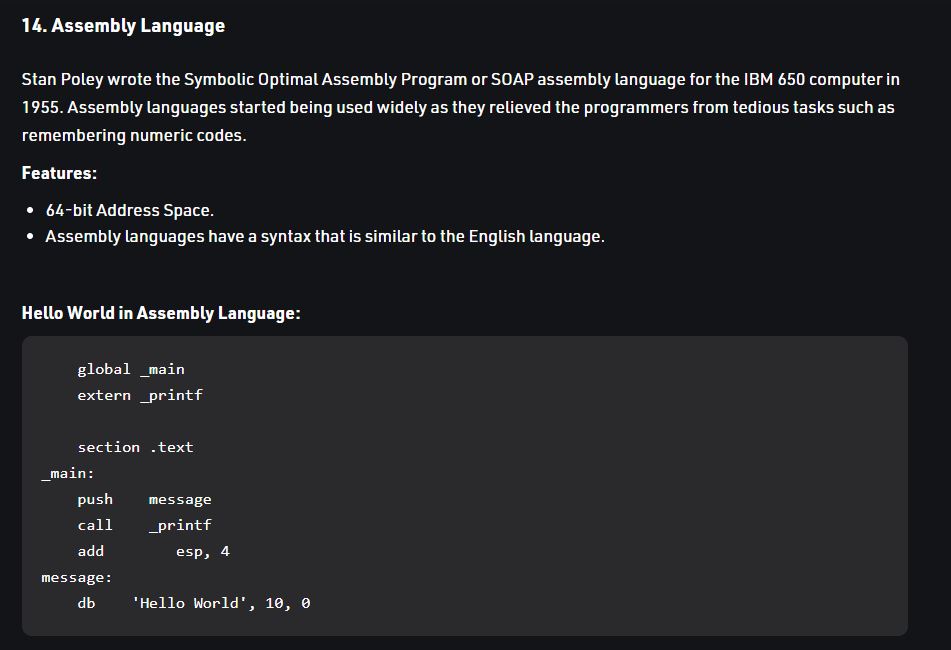 14. Assembly Language
Stan Poley wrote the Symbolic Optimal Assembly Program or SOAP assembly language for the IBM 650 computer in
1955. Assembly languages started being used widely as they relieved the programmers from tedious tasks such as
remembering numeric codes.
Features:
• 64-bit Address Space.
• Assembly languages have a syntax that is similar to the English language.
Hello World in Assembly Language:
    global _main
    extern _printf
    section .text
_main:
    push    message
    call    _printf
    add        esp, 4
message:
    db    'Hello World', 10, 0